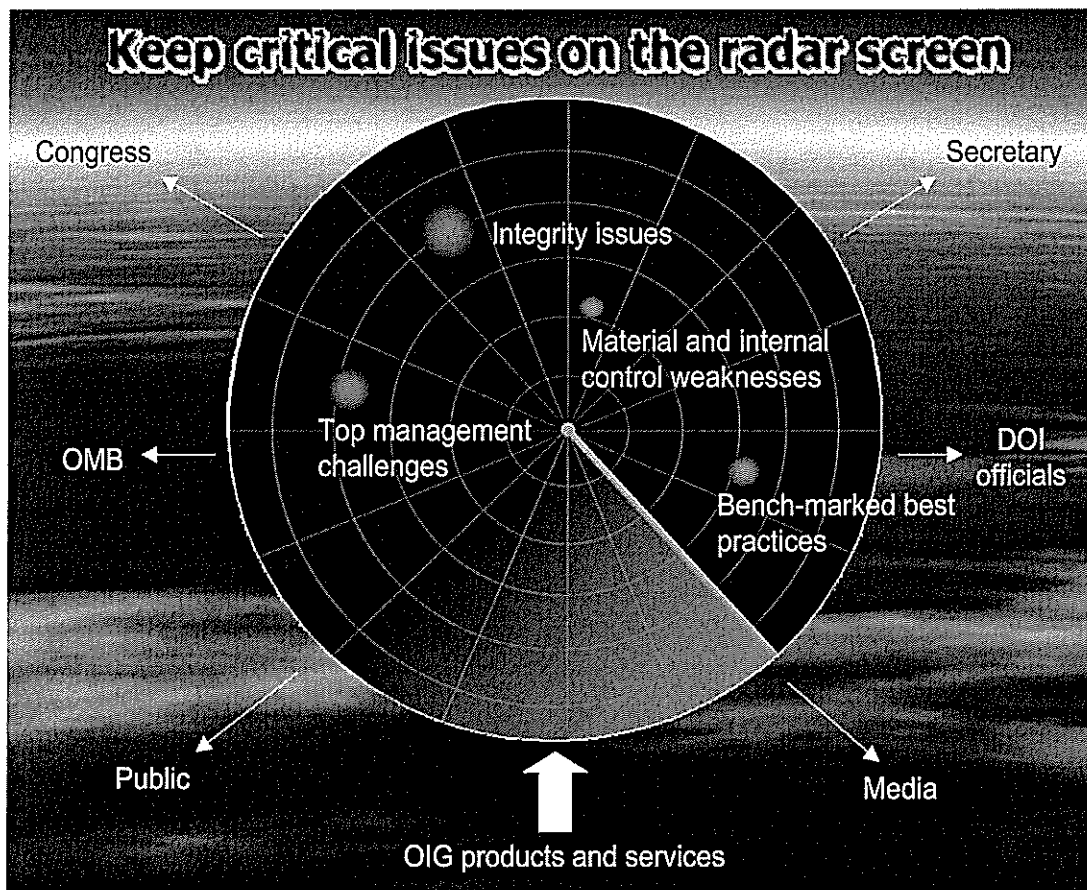 Keep critical issues on the radar screen
Congress
Secretary
Integrity issues
Material and internal
control weaknesses
Top management
challenges
OMB
DOI
officials
Bench-marked best
practices
Public
Media
OIG products and services